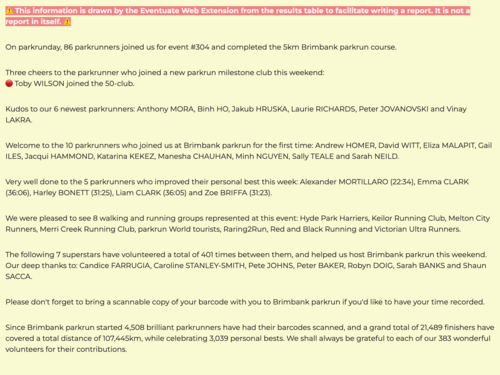 ⚠️ This information is drawn by the Eventuate Web Extension from the results table to facilitate writing a report. It is not a
report in itself. ⚠️
On parkrunday, 86 parkrunners joined us for event #304 and completed the 5km Brimbank parkrun course.
Three cheers to the parkrunner who joined a new parkrun milestone club this weekend:
🔴 Toby WILSON joined the 50-club.
Kudos to our 6 newest parkrunners: Anthony MORA, Binh HO, Jakub HRUSKA, Laurie RICHARDS, Peter JOVANOVSKI and Vinay
LAKRA.
Welcome to the 10 parkrunners who joined us at Brimbank parkrun for the first time: Andrew HOMER, David WITT, Eliza MALAPIT, Gail
ILES, Jacqui HAMMOND, Katarina KEKEZ, Manesha CHAUHAN, Minh NGUYEN, Sally TEALE and Sarah NEILD.
Very well done to the 5 parkrunners who improved their personal best this week: Alexander MORTILLARO (22:34), Emma CLARK
(36:06), Harley BONETT (31:25), Liam CLARK (36:05) and Zoe BRIFFA (31:23).
We were pleased to see 8 walking and running groups represented at this event: Hyde Park Harriers, Keilor Running Club, Melton City
Runners, Merri Creek Running Club, parkrun World tourists, Raring2Run, Red and Black Running and Victorian Ultra Runners.
The following 7 superstars have volunteered a total of 401 times between them, and helped us host Brimbank parkrun this weekend.
Our deep thanks to: Candice FARRUGIA, Caroline STANLEY-SMITH, Pete JOHNS, Peter BAKER, Robyn DOIG, Sarah BANKS and Shaun
SACCA.
Please don't forget to bring a scannable copy of your barcode with you to Brimbank parkrun if you'd like to have your time recorded.
Since Brimbank parkrun started 4,508 brilliant parkrunners have had their barcodes scanned, and a grand total of 21,489 finishers have
covered a total distance of 107,445km, while celebrating 3,039 personal bests. We shall always be grateful to each of our 383 wonderful
volunteers for their contributions.